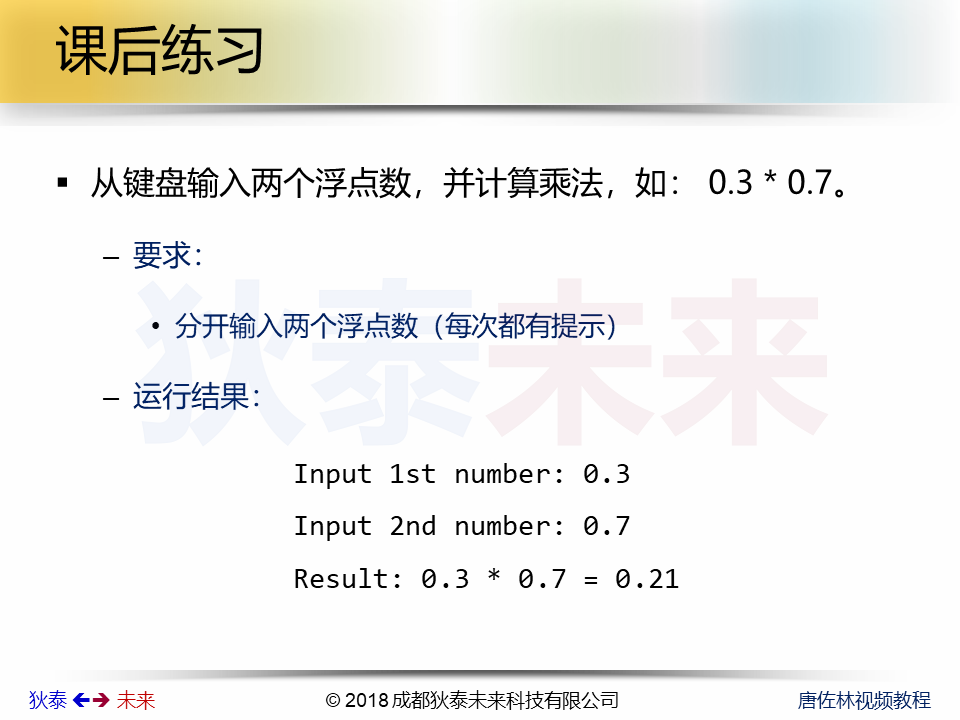 课后练习
▪ 从键盘输入两个浮点数，并计算乘法，如： 0.3 * 0.7。
– 要求：
• 分开输入两个浮点数（每次都有提示）
– 运行结果：
狄泰未来
Input 1st number: 0.3
Input 2nd number: 0.7
Result: 0.3 * 0.7 = 0.21
狄泰 未来
© 2018 成都狄泰未来科技有限公司
唐佐林视频教程